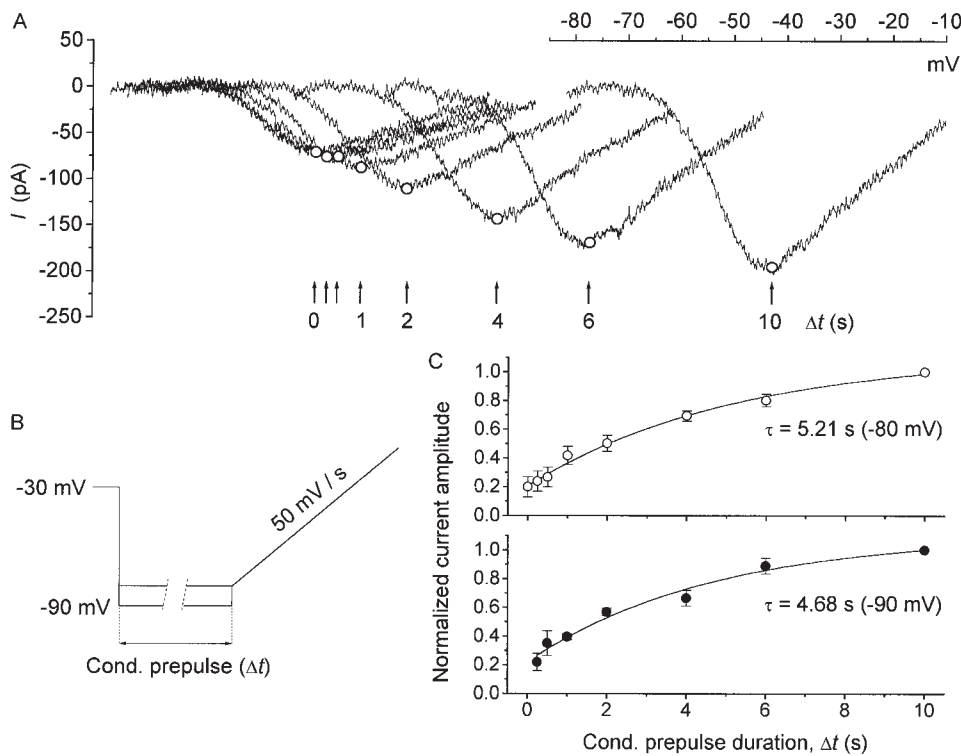 A
-80 -70 -60 -50 -40 -30 -20 -10
mV
50
0
-50
-100
-150
-200
-250
I (pA)
0 1 2 4 6 10 Δt (s)
B
-30 mV
50 mV / s
-90 mV
Cond. prepulse (Δt)
C
Normalized current amplitude
1.0
0.8
0.6
0.4
0.2
0.0
τ = 5.21 s (-80 mV)
1.0
0.8
0.6
0.4
0.2
0.0
τ = 4.68 s (-90 mV)
0 2 4 6 8 10
Cond. prepulse duration, Δt (s)